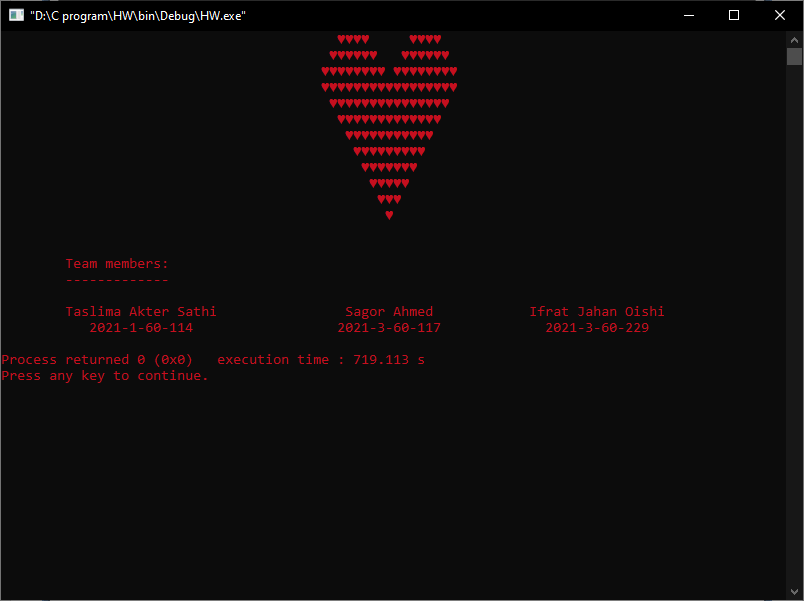 "D:\C program\HW\bin\Debug\HW.exe"
Team members:
-------------
Taslima Akter Sathi Sagor Ahmed Ifrat Jahan Oishi
2021-1-60-114 2021-3-60-117 2021-3-60-229
Process returned 0 (0x0) execution time : 719.113 s
Press any key to continue.